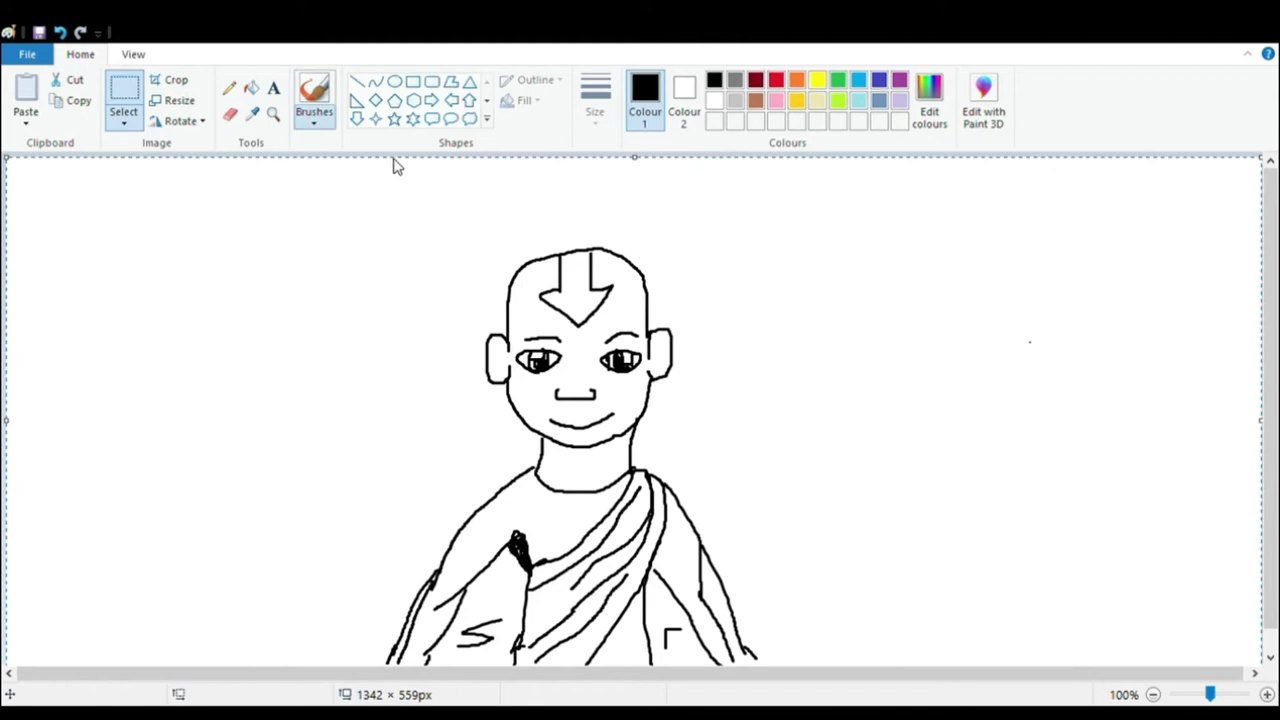 File Home View
Paste Cut Copy Clipboard
Select Crop Resize Rotate Image
A Tools
Brushes
Shapes Outline Fill
Size
Colour 1 Colour 2 Edit colours Colours
Edit with Paint 3D
1342 × 559px
100%